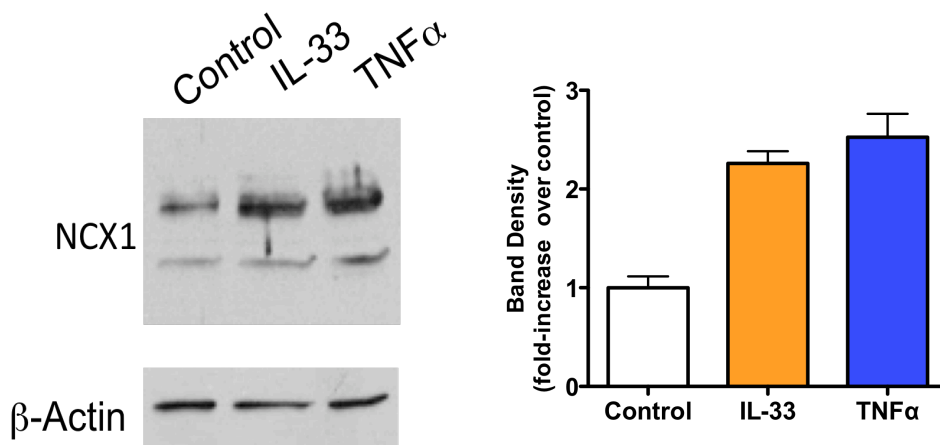 Control IL-33 TNFα
NCX1
β-Actin
Band Density
(fold-increase over control)
3
2
1
0
Control IL-33 TNFα